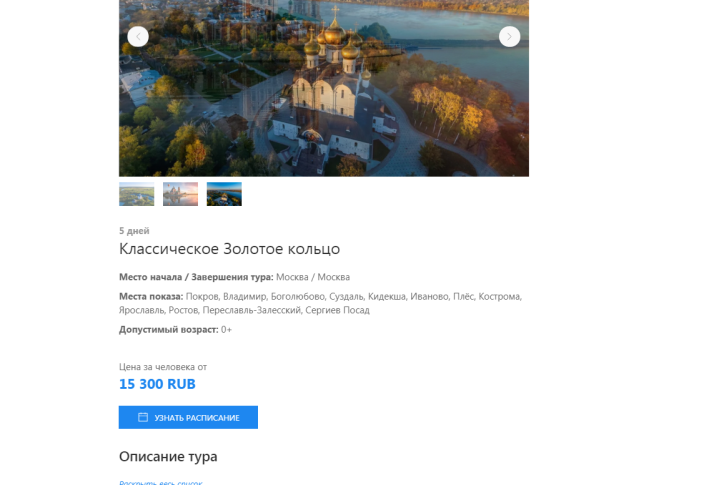 5 дней
Классическое Золотое кольцо
Место начала / Завершения тура: Москва / Москва
Места показа: Покров, Владимир, Боголюбово, Суздаль, Кидекша, Иваново, Плёс, Кострома,
Ярославль, Ростов, Переславль-Залесский, Сергиев Посад
Допустимый возраст: 0+
Цена за человека от
15 300 RUB
УЗНАТЬ РАСПИСАНИЕ
Описание тура
Раскрыть весь список